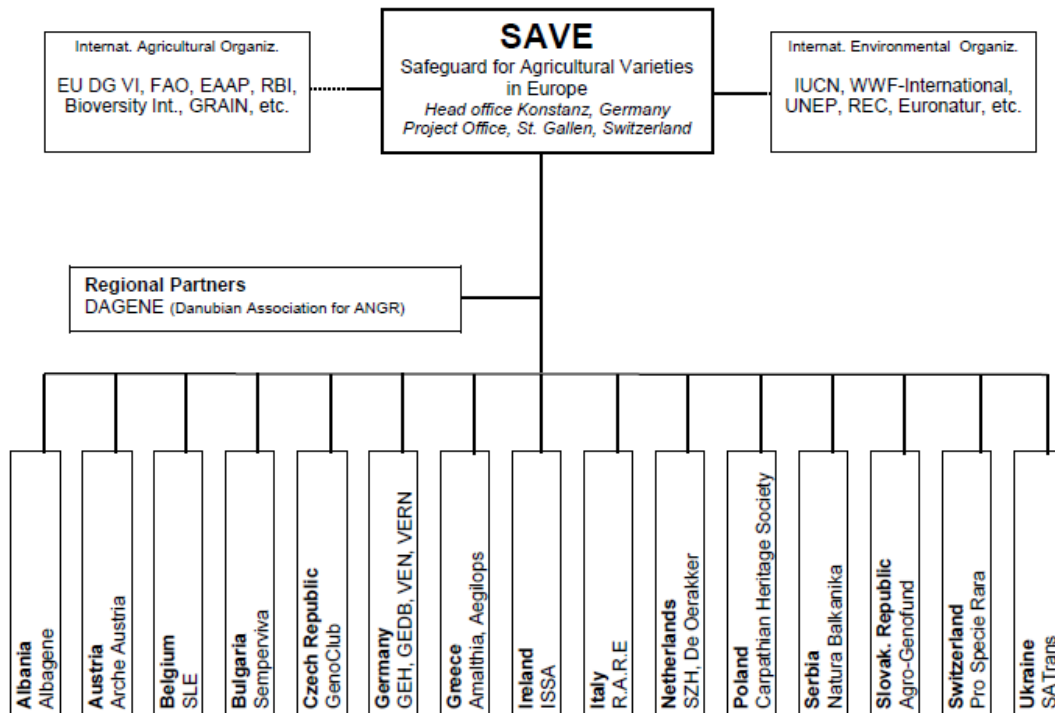 Internat. Agricultural Organiz.
EU DG VI, FAO, EAAP, RBI,
Bioversity Int., GRAIN, etc.
SAVE
Safeguard for Agricultural Varieties
in Europe
Head office Konstanz, Germany
Project Office, St. Gallen, Switzerland
Internat. Environmental Organiz.
IUCN, WWF-International,
UNEP, REC, Euronatur, etc.
Regional Partners
DAGENE (Danubian Association for ANGR)
Albania
Albagene
Austria
Arche Austria
Belgium
SLE
Bulgaria
Semperviva
Czech Republic
GenoClub
Germany
GEH, GEDB, VEN, VERN
Greece
Amalthia, Aegilops
Ireland
ISSA
Italy
R.A.R.E
Netherlands
SZH, De Oerakker
Poland
Carpathian Heritage Society
Serbia
Natura Balkanika
Slovak. Republic
Agro-Genofund
Switzerland
Pro Specie Rara
Ukraine
SATrans